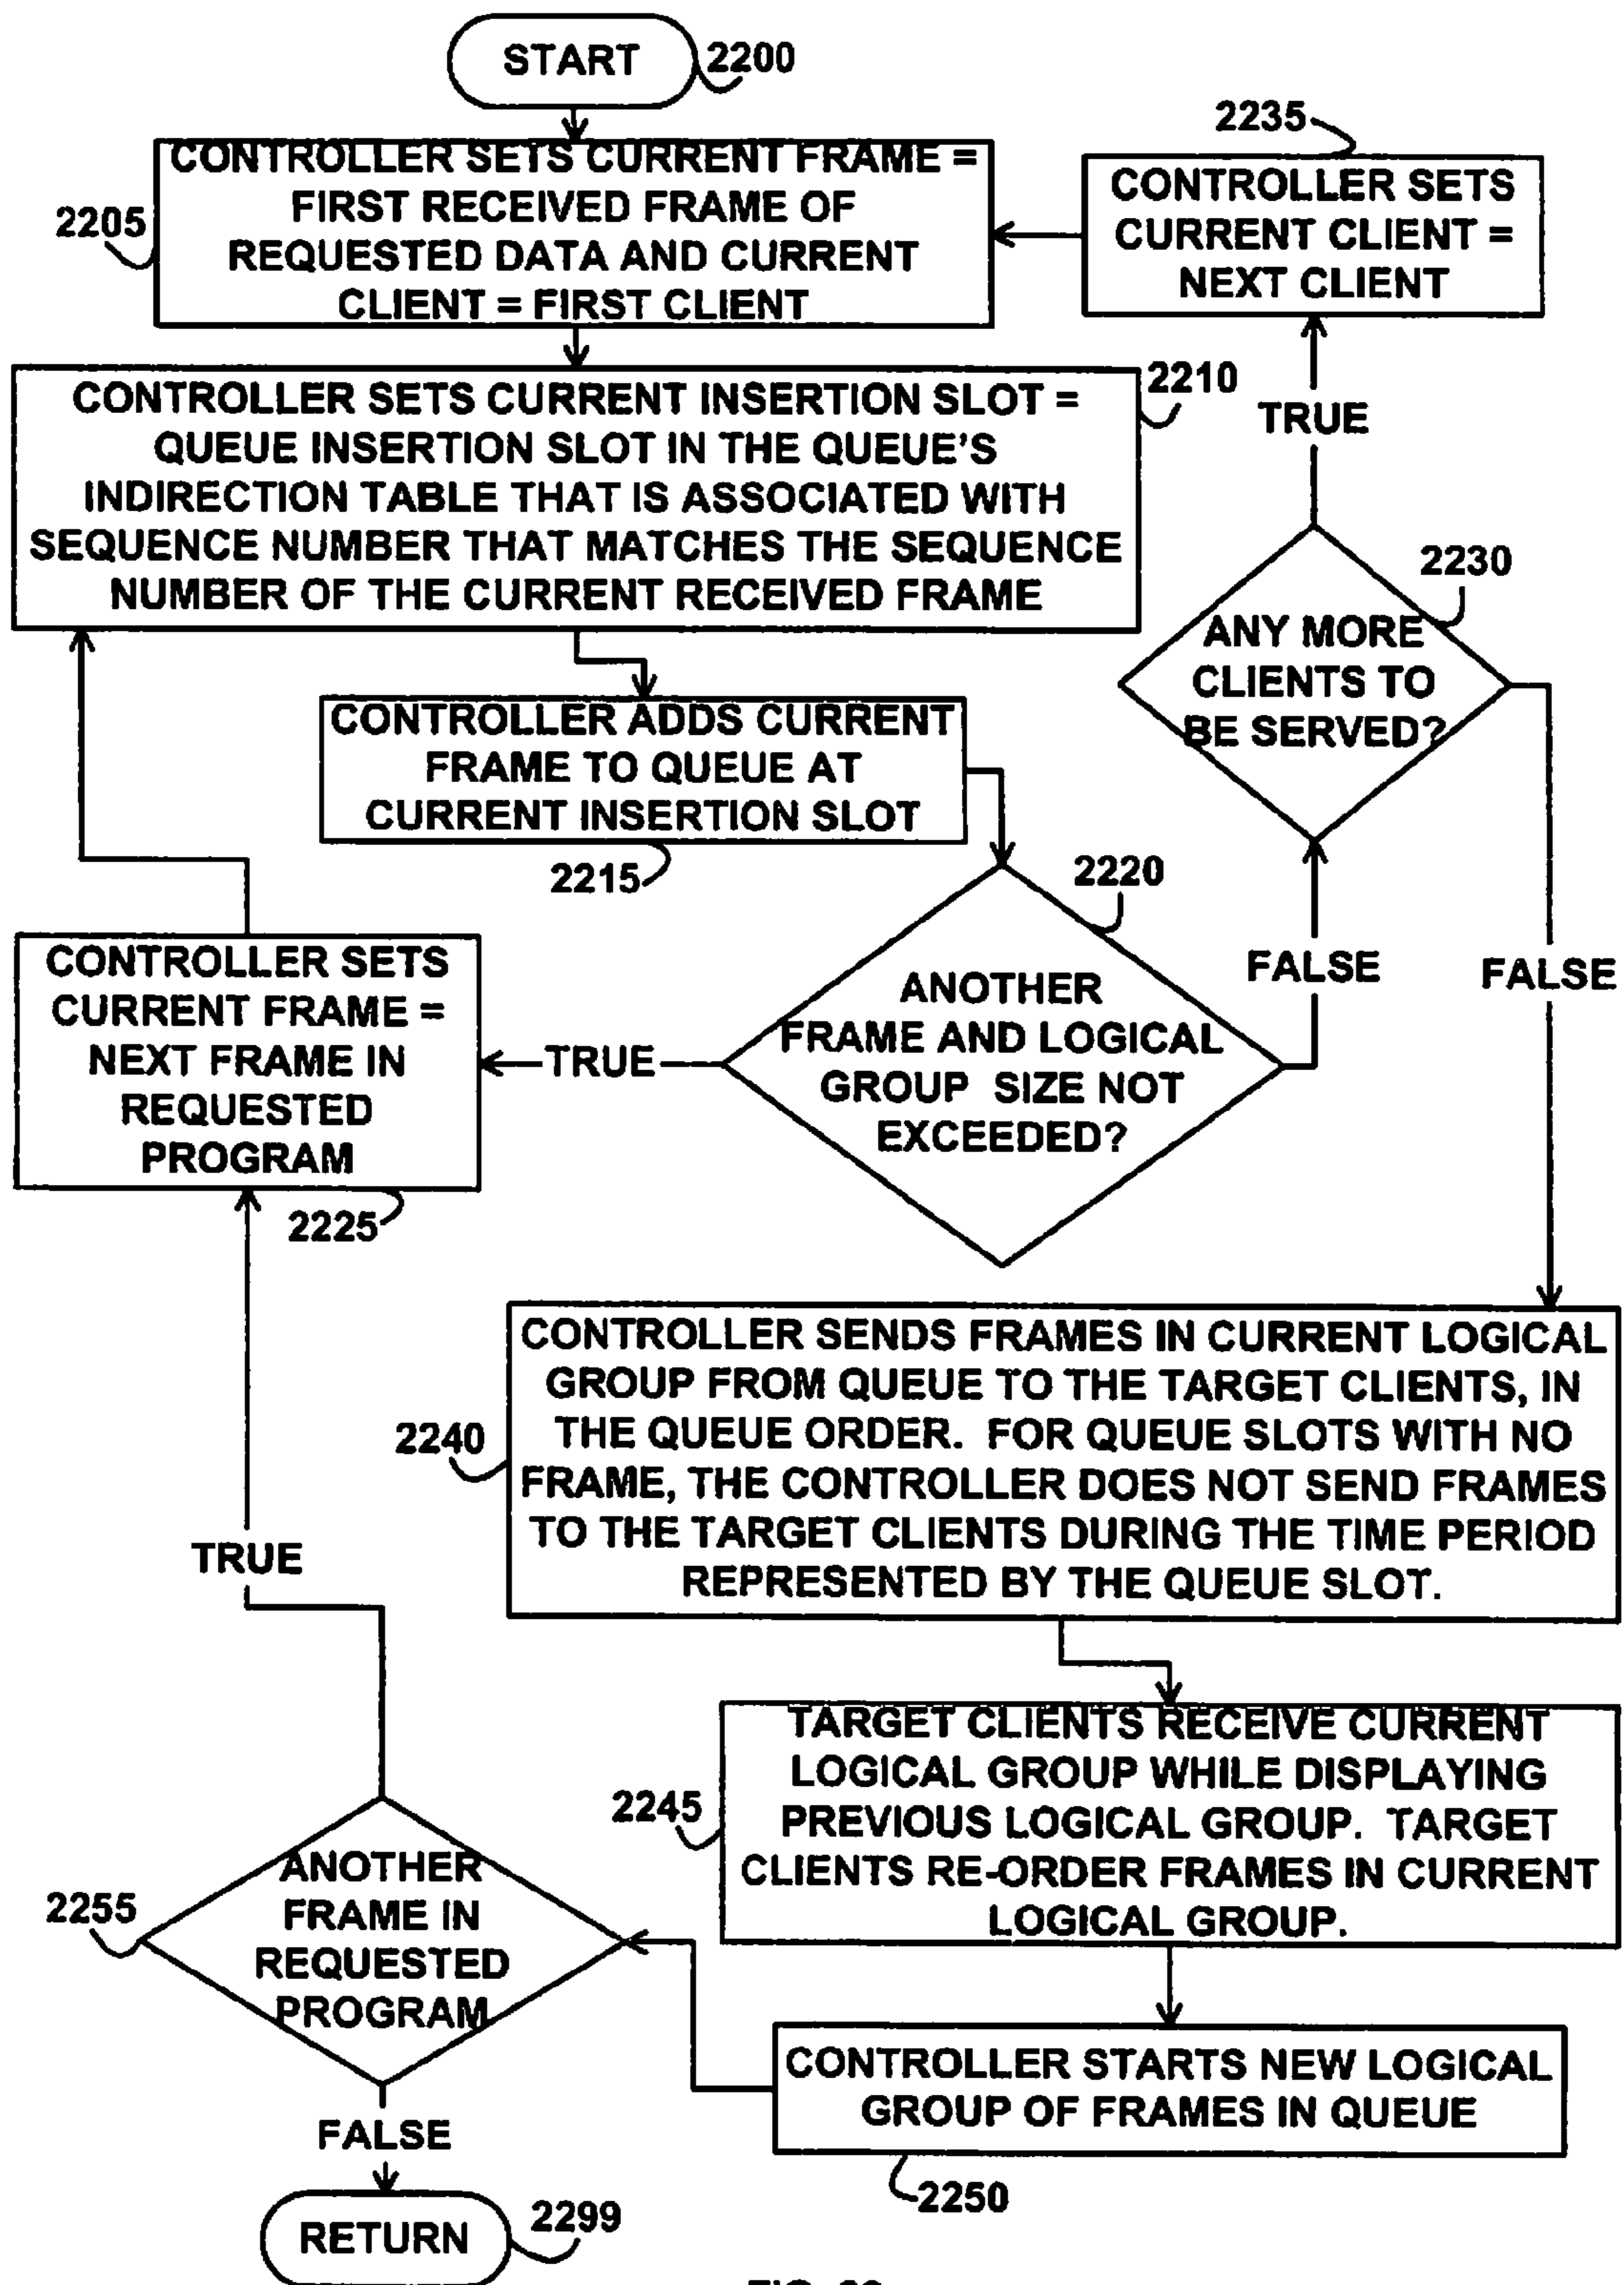 START
2200
CONTROLLER SETS CURRENT FRAME =
FIRST RECEIVED FRAME OF
REQUESTED DATA AND CURRENT
CLIENT = FIRST CLIENT
2205
2235
CONTROLLER SETS
CURRENT CLIENT =
NEXT CLIENT
2210
CONTROLLER SETS CURRENT INSERTION SLOT =
QUEUE INSERTION SLOT IN THE QUEUE'S
INDIRECTION TABLE THAT IS ASSOCIATED WITH
SEQUENCE NUMBER THAT MATCHES THE SEQUENCE
NUMBER OF THE CURRENT RECEIVED FRAME
TRUE
2230
ANY MORE
CLIENTS TO
BE SERVED?
CONTROLLER ADDS CURRENT
FRAME TO QUEUE AT
CURRENT INSERTION SLOT
2215
2220
ANOTHER
FRAME AND LOGICAL
GROUP SIZE NOT
EXCEEDED?
FALSE
FALSE
TRUE
CONTROLLER SETS
CURRENT FRAME =
NEXT FRAME IN
REQUESTED
PROGRAM
2225
CONTROLLER SENDS FRAMES IN CURRENT LOGICAL
GROUP FROM QUEUE TO THE TARGET CLIENTS, IN
THE QUEUE ORDER. FOR QUEUE SLOTS WITH NO
FRAME, THE CONTROLLER DOES NOT SEND FRAMES
TO THE TARGET CLIENTS DURING THE TIME PERIOD
REPRESENTED BY THE QUEUE SLOT.
2240
TRUE
TARGET CLIENTS RECEIVE CURRENT
LOGICAL GROUP WHILE DISPLAYING
PREVIOUS LOGICAL GROUP. TARGET
CLIENTS RE-ORDER FRAMES IN CURRENT
LOGICAL GROUP.
2245
2255
ANOTHER
FRAME IN
REQUESTED
PROGRAM
CONTROLLER STARTS NEW LOGICAL
GROUP OF FRAMES IN QUEUE
2250
FALSE
RETURN
2299